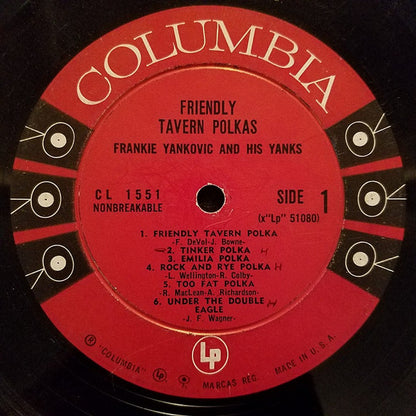 COLUMBIA
FRIENDLY
TAVERN POLKAS
FRANKIE YANKOVIC AND HIS YANKS
CL 1551
NONBREAKABLE
SIDE 1
(x"Lp" 51080)
1. FRIENDLY TAVERN POLKA
-F. DeVol-J. Bowne-
2. TINKER POLKA H
3. EMILIA POLKA
4. ROCK AND RYE POLKA H
-L. Wellington-R. Colby-
5. TOO FAT POLKA
-R. MacLean-A. Richardson-
6. UNDER THE DOUBLE
EAGLE
-J. F. Wagner-
Lp
® "COLUMBIA" MARCAS REG. MADE IN U.S.A.